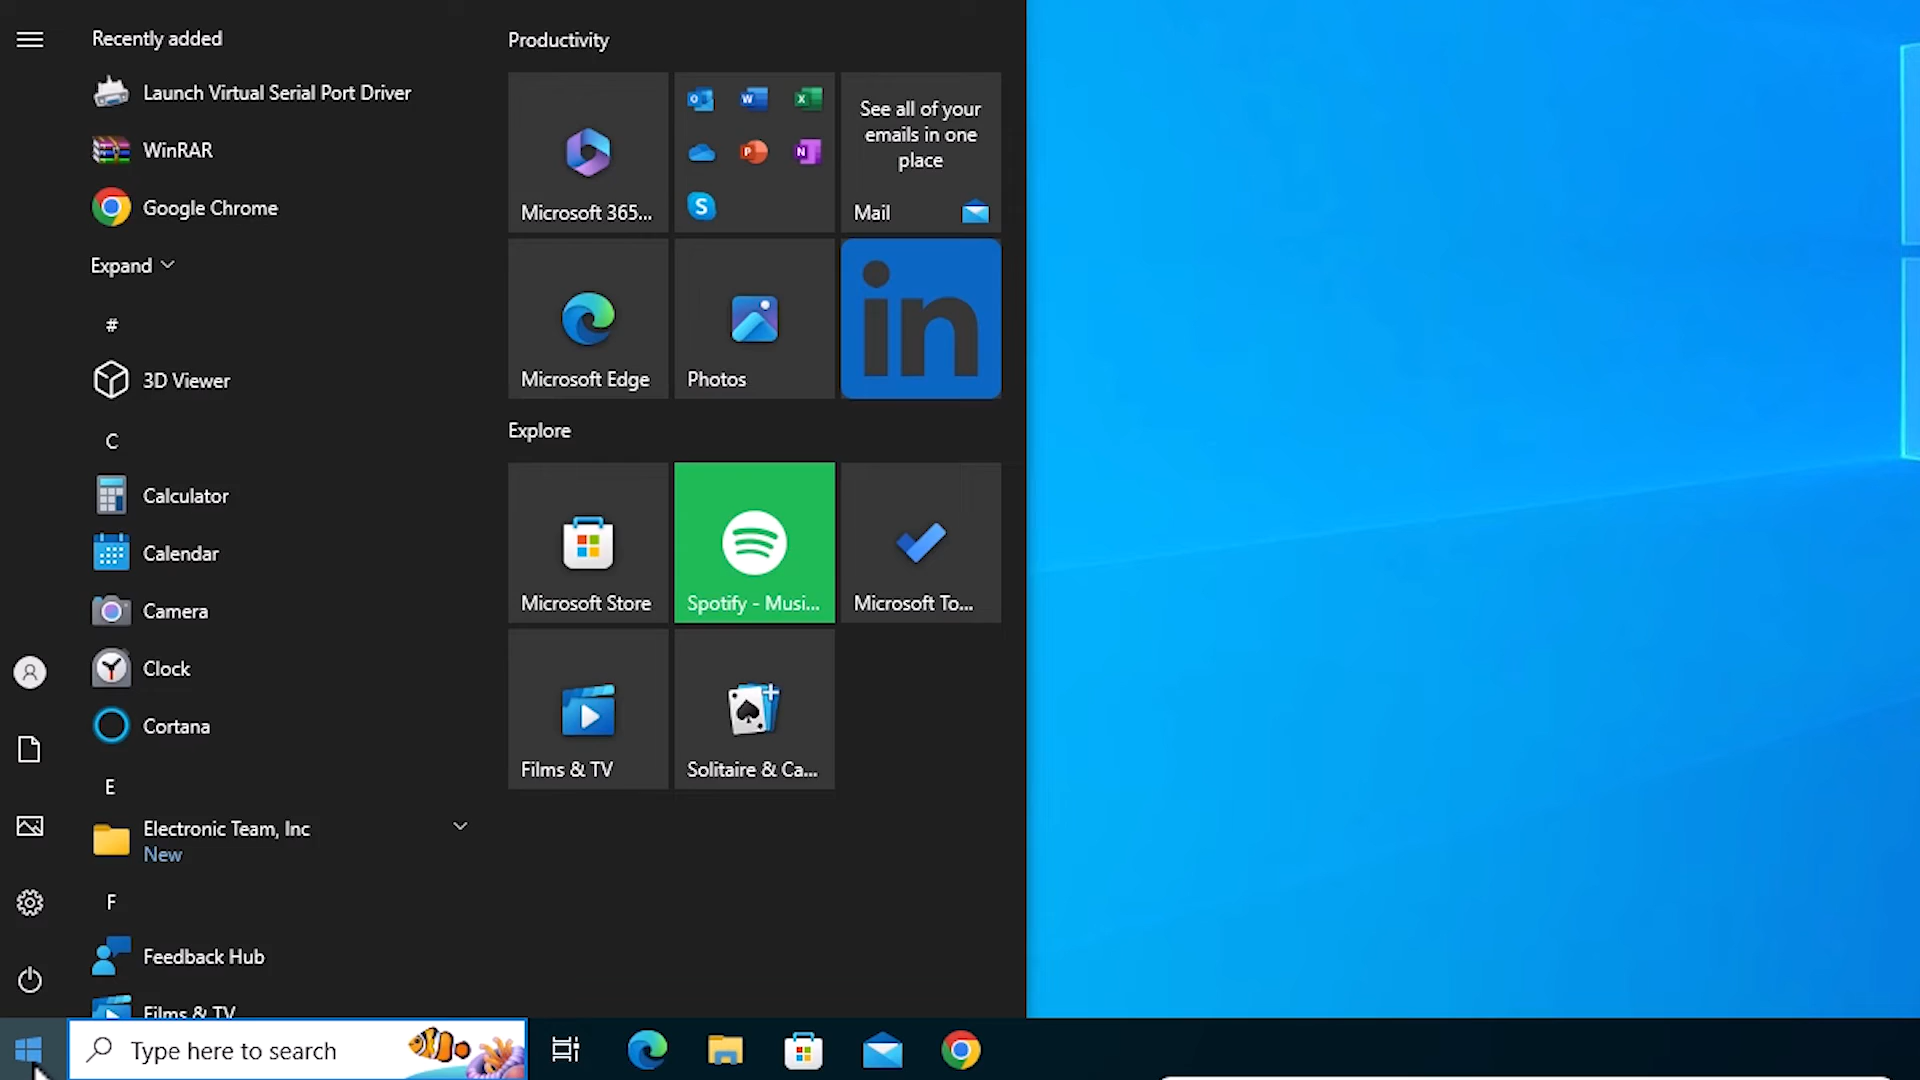 Recently added
Launch Virtual Serial Port Driver
WinRAR
Google Chrome
Expand
#
3D Viewer
C
Calculator
Calendar
Camera
Clock
Cortana
E
Electronic Team, Inc
New
F
Feedback Hub
Films & TV
Productivity
Microsoft 365...
See all of your
emails in one
place
Mail
Microsoft Edge
Photos
in
Explore
Microsoft Store
Spotify - Musi...
Microsoft To...
Films & TV
Solitaire & Ca...
Type here to search